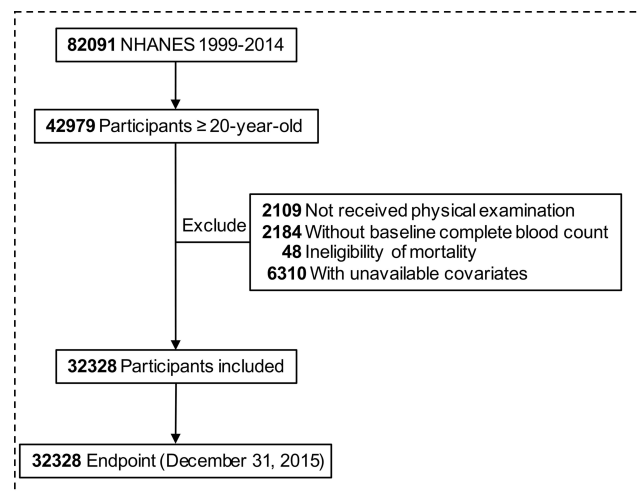 82091 NHANES 1999-2014
42979 Participants ≥ 20-year-old
Exclude
2109 Not received physical examination
2184 Without baseline complete blood count
48 Ineligibility of mortality
6310 With unavailable covariates
32328 Participants included
32328 Endpoint (December 31, 2015)